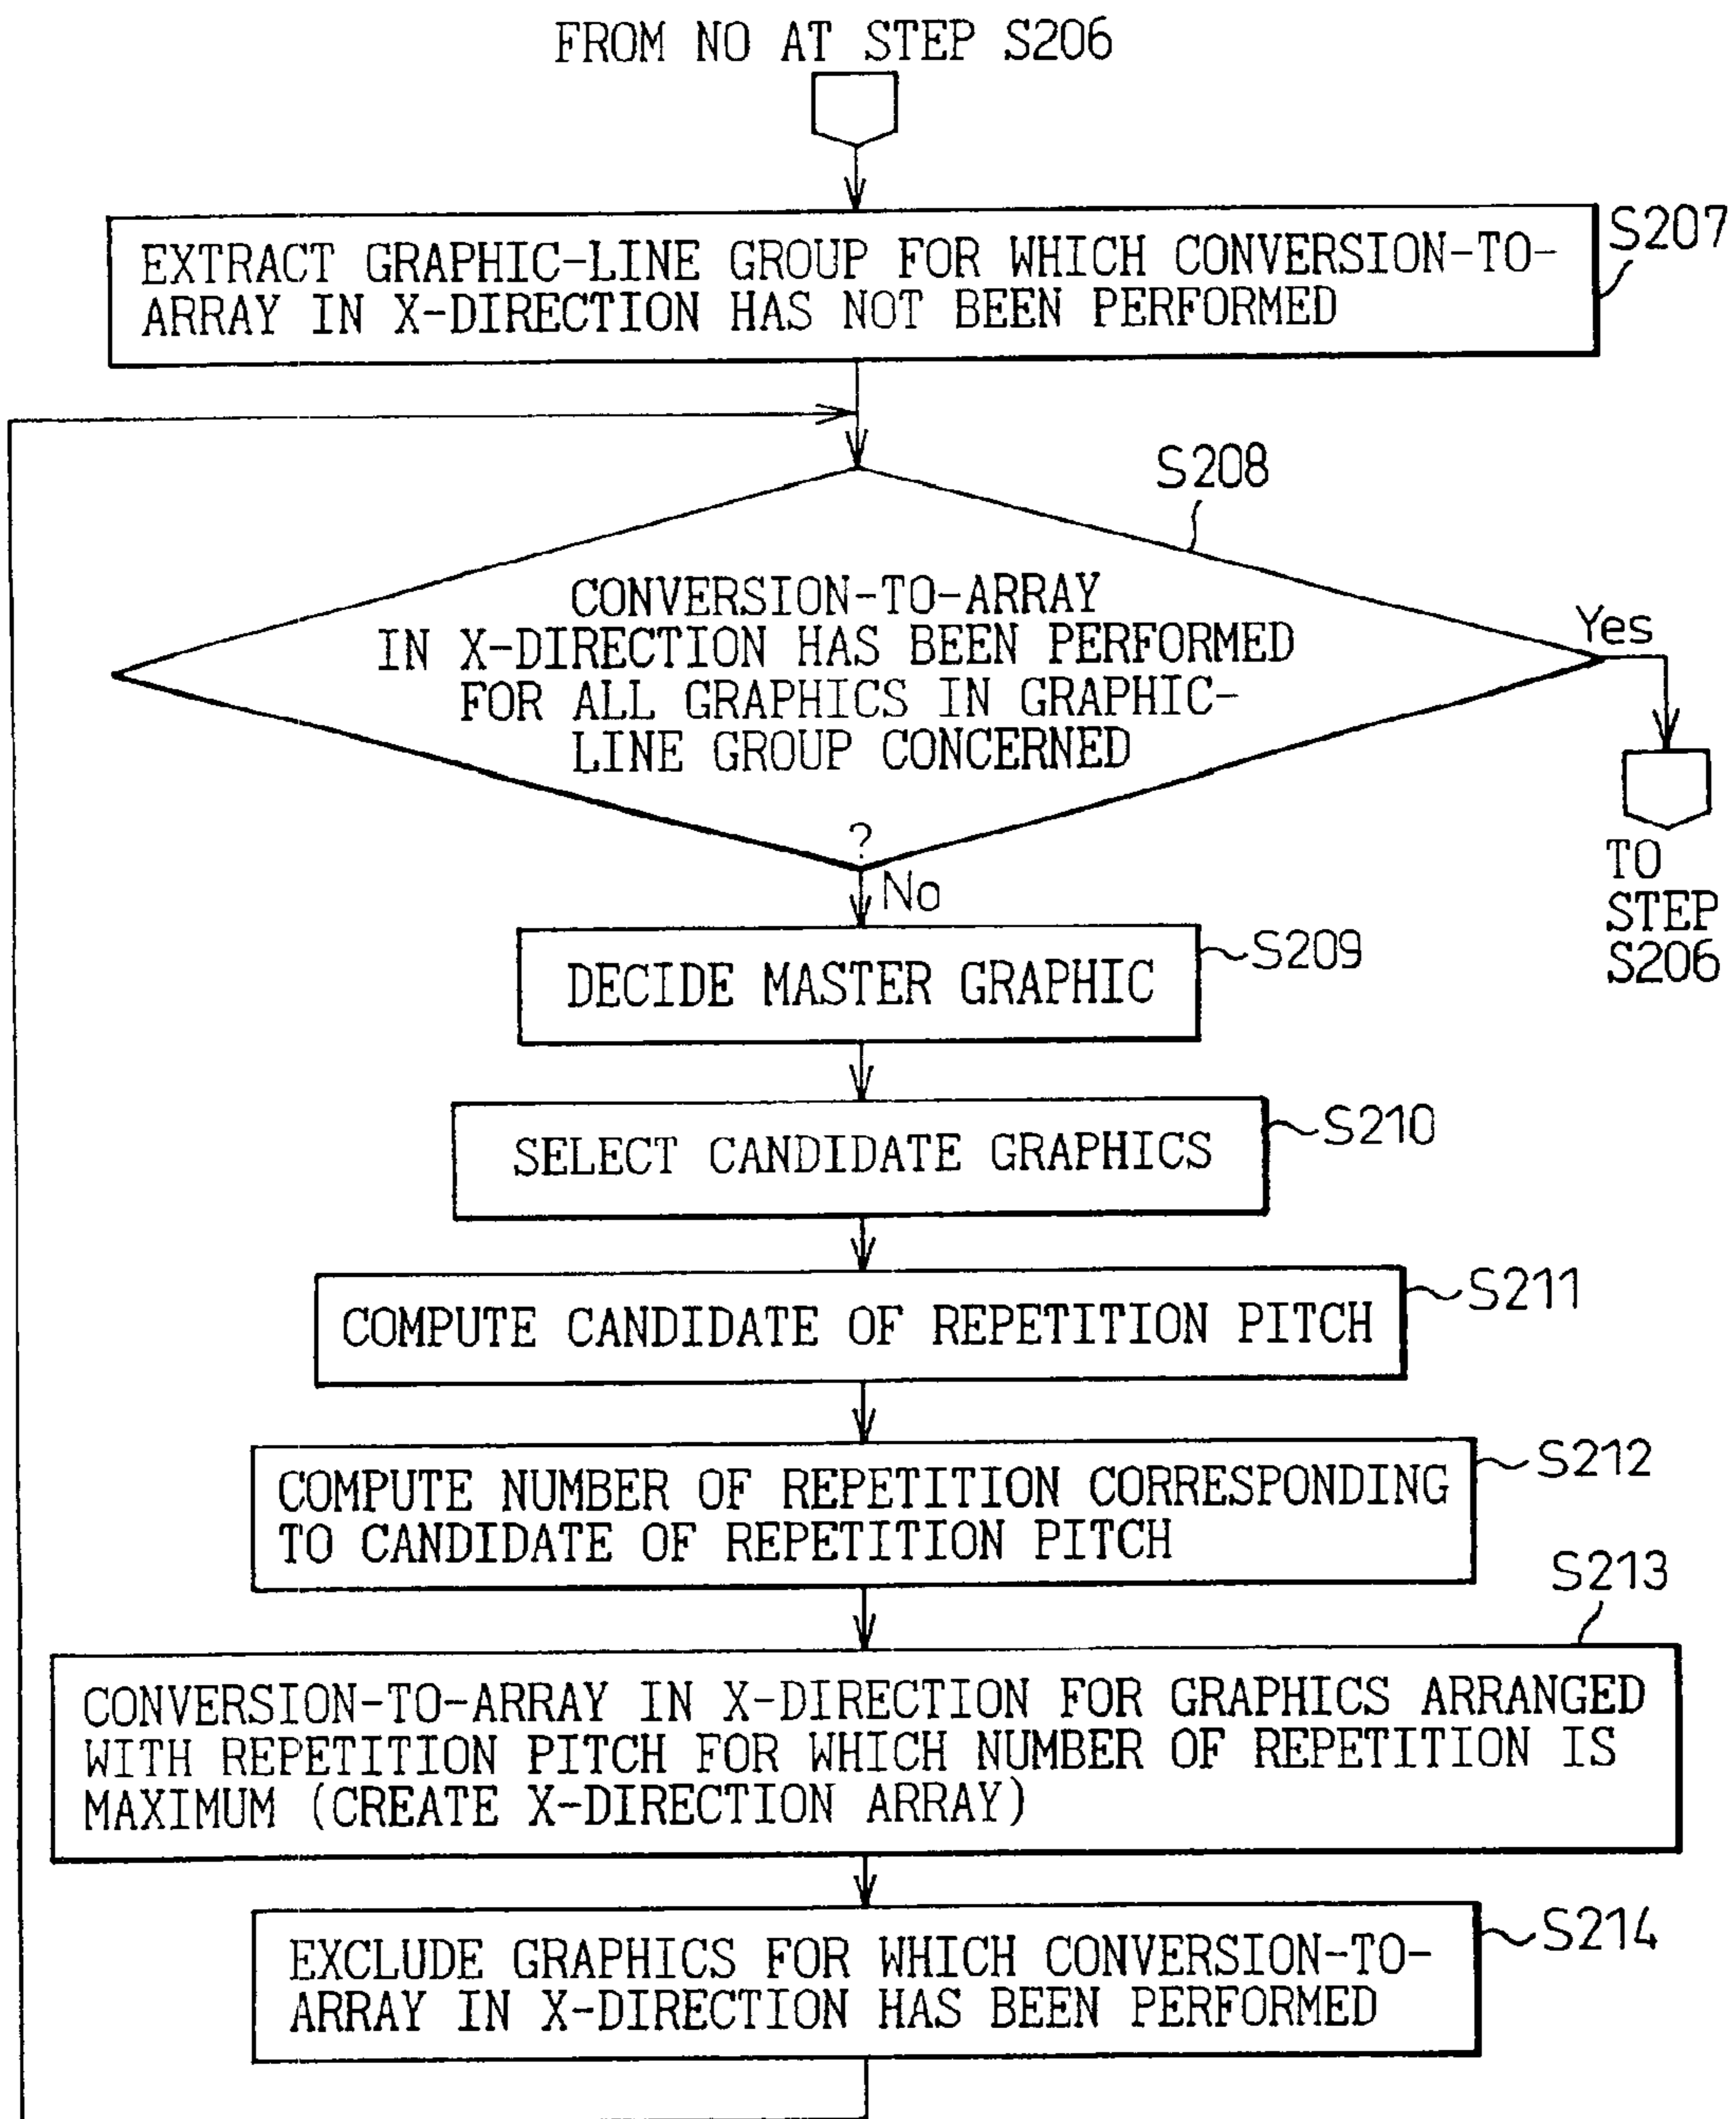 FROM NO AT STEP S206
EXTRACT GRAPHIC-LINE GROUP FOR WHICH CONVERSION-TO-
ARRAY IN X-DIRECTION HAS NOT BEEN PERFORMED
S207
S208
CONVERSION-TO-ARRAY
IN X-DIRECTION HAS BEEN PERFORMED
FOR ALL GRAPHICS IN GRAPHIC-
LINE GROUP CONCERNED
?
Yes
TO
STEP
S206
No
DECIDE MASTER GRAPHIC
S209
SELECT CANDIDATE GRAPHICS
S210
COMPUTE CANDIDATE OF REPETITION PITCH
S211
COMPUTE NUMBER OF REPETITION CORRESPONDING
TO CANDIDATE OF REPETITION PITCH
S212
S213
CONVERSION-TO-ARRAY IN X-DIRECTION FOR GRAPHICS ARRANGED
WITH REPETITION PITCH FOR WHICH NUMBER OF REPETITION IS
MAXIMUM (CREATE X-DIRECTION ARRAY)
EXCLUDE GRAPHICS FOR WHICH CONVERSION-TO-
ARRAY IN X-DIRECTION HAS BEEN PERFORMED
S214